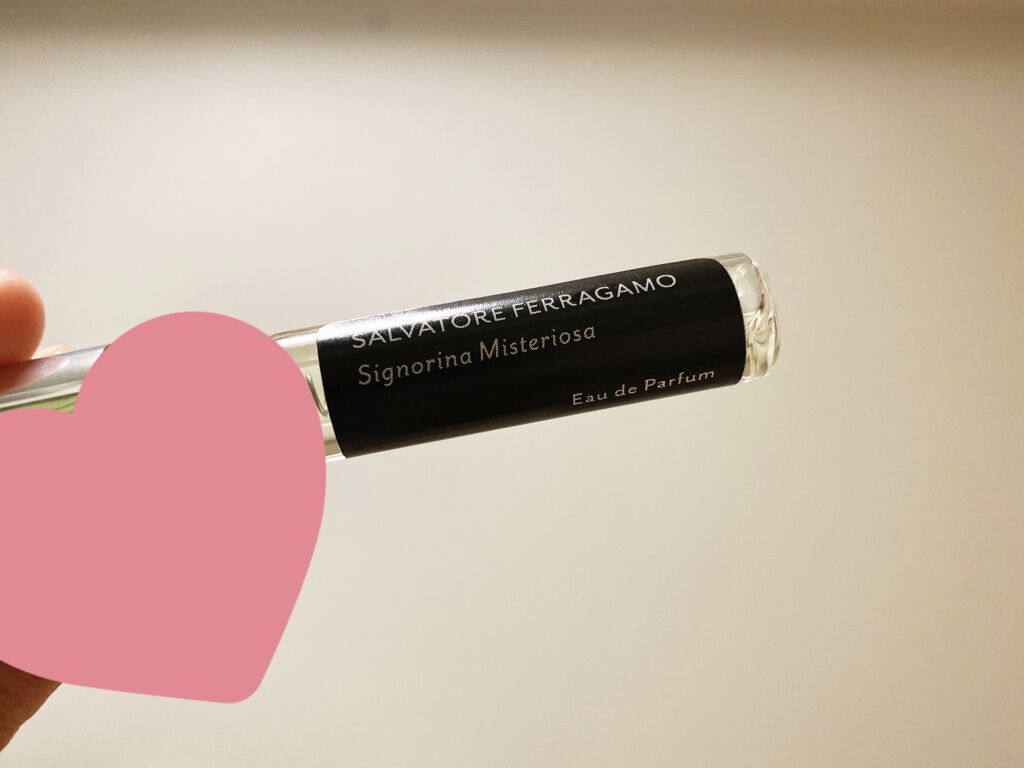 SALVATORE FERRAGAMO
Signorina Misteriosa
Eau de Parfum